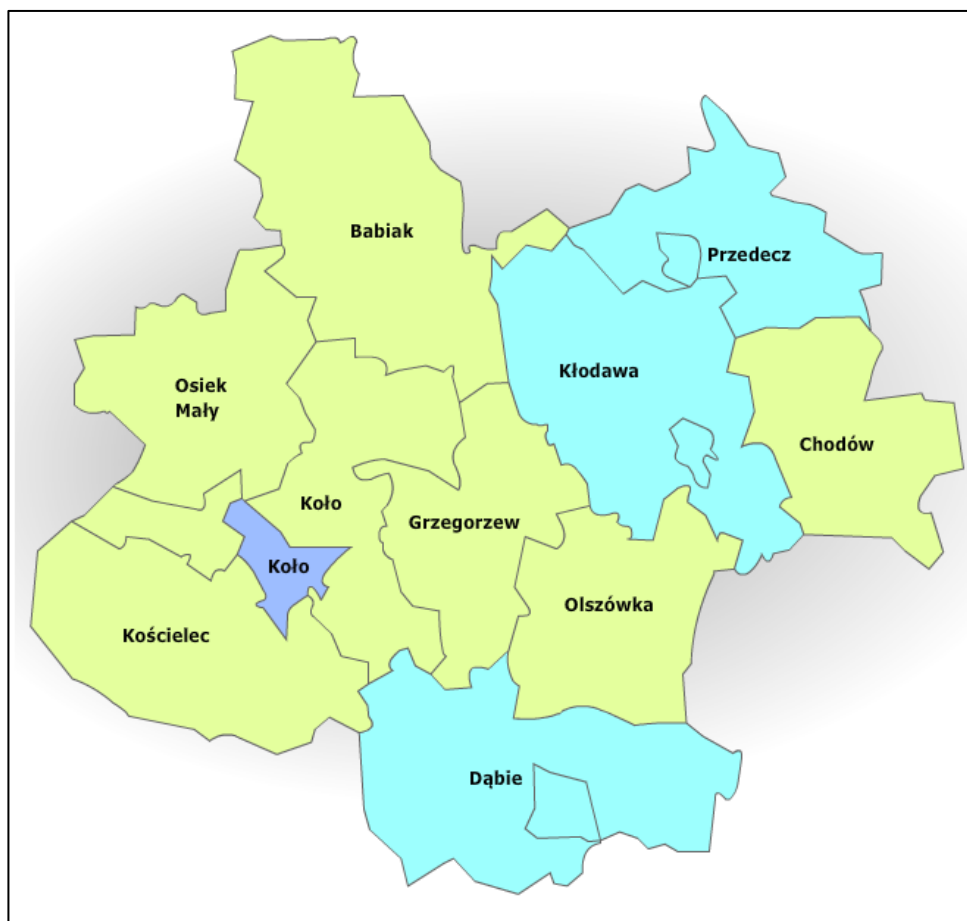 Babiak
Przedecz
Kłodawa
Osiek
Mały
Chodów
Koło
Grzegorzew
Koło
Olszówka
Kościelec
Dąbie